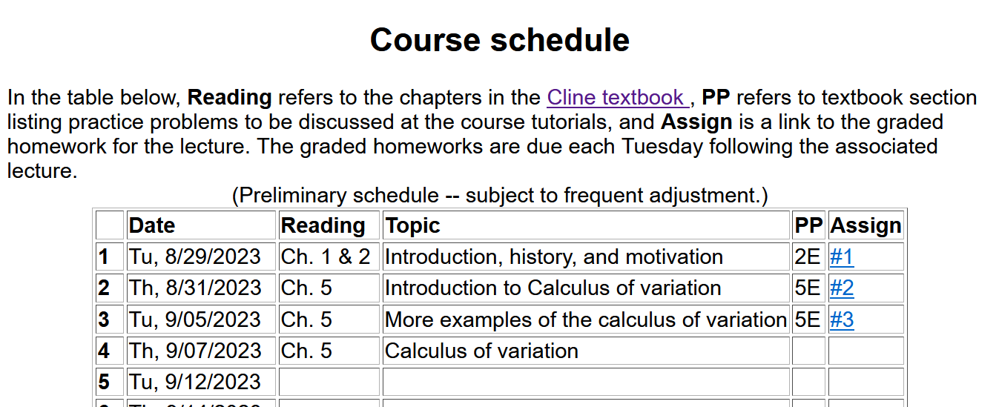 Course schedule
In the table below, Reading refers to the chapters in the Cline textbook , PP refers to textbook section
listing practice problems to be discussed at the course tutorials, and Assign is a link to the graded
homework for the lecture. The graded homeworks are due each Tuesday following the associated
lecture.
(Preliminary schedule -- subject to frequent adjustment.)
Date Reading Topic PP Assign
1 Tu, 8/29/2023 Ch. 1 & 2 Introduction, history, and motivation 2E #1
2 Th, 8/31/2023 Ch. 5 Introduction to Calculus of variation 5E #2
3 Tu, 9/05/2023 Ch. 5 More examples of the calculus of variation 5E #3
4 Th, 9/07/2023 Ch. 5 Calculus of variation
5 Tu, 9/12/2023